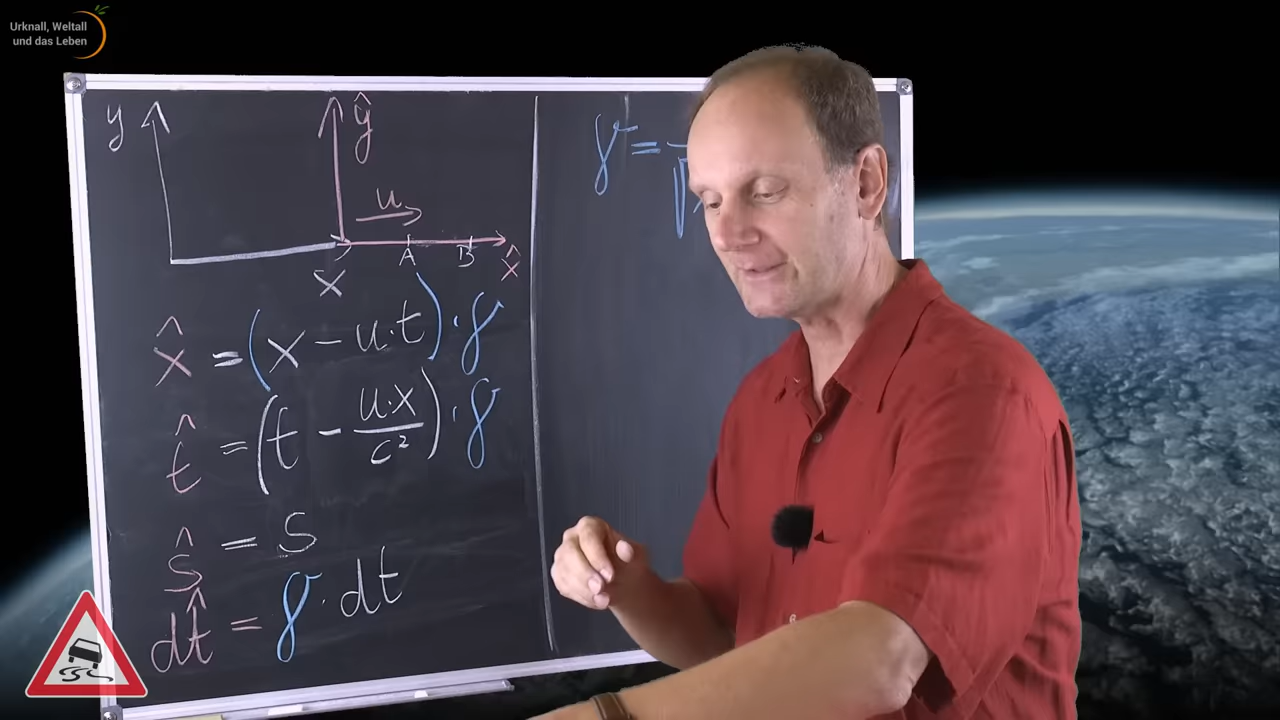 Urknall, Weltall
und das Leben
y
ŷ
u
A
B
x
x̂
γ =
x̂ = (x - u·t)·γ
t̂ = (t - u·x/c²)·γ
ŝ = s
dt̂ = γ·dt